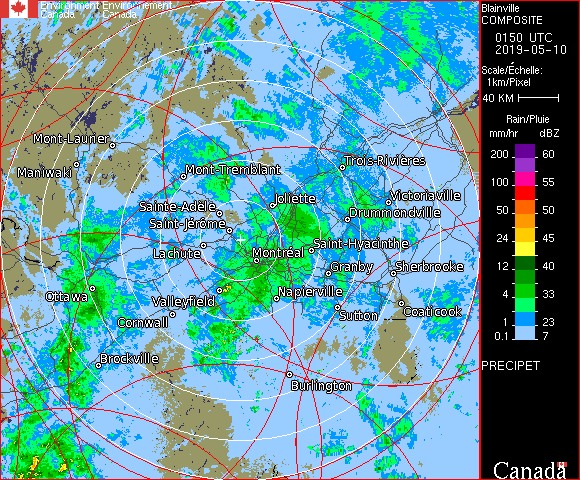 Environment Environnement
Canada Canada
Blainville
COMPOSITE
0150 UTC
2019-05-10
Scale/Échelle:
1km/Pixel
40 KM
Rain/Pluie
mm/hr dBZ
200 60
100 55
50 50
24 45
12 40
4 33
1 23
0.1 7
PRECIPET
Canada
Mont-Laurier
Maniwaki
Mont-Tremblant
Trois-Rivières
Sainte-Adèle
Joliette
Victoriaville
Saint-Jérôme
Drummondville
Lachute
Montréal
Saint-Hyacinthe
Granby
Sherbrooke
Ottawa
Valleyfield
Napierville
Cornwall
Sutton
Coaticook
Brockville
Burlington